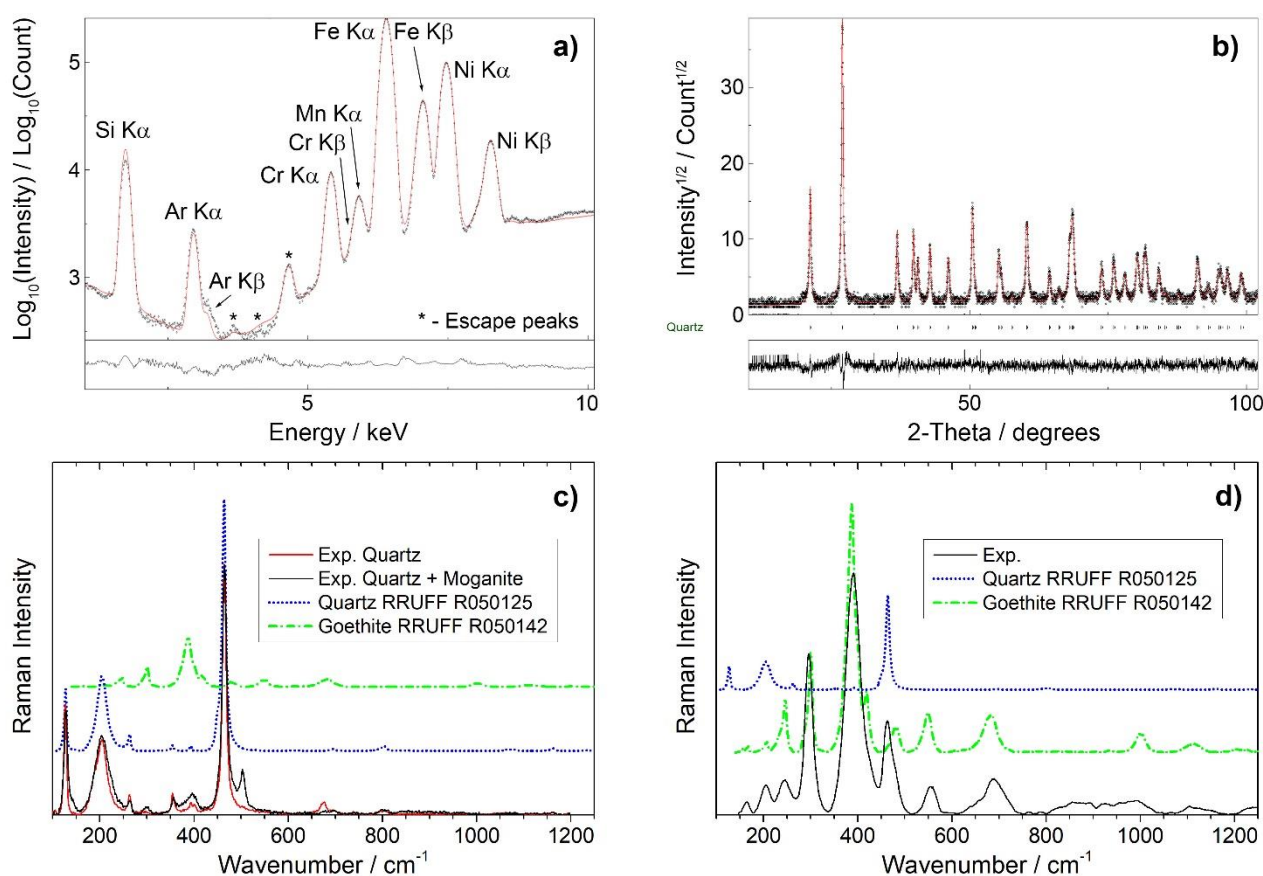 a)
Log₁₀(Intensity) / Log₁₀(Count)
5
4
3
Si Kα
Ar Kα
Ar Kβ
Cr Kα
Cr Kβ
Mn Kα
Fe Kα
Fe Kβ
Ni Kα
Ni Kβ
*
*
*
* - Escape peaks
5
10
Energy / keV
b)
Intensity^1/2 / Count^1/2
30
20
10
0
Quartz
50
100
2-Theta / degrees
c)
Raman Intensity
Exp. Quartz
Exp. Quartz + Moganite
Quartz RRUFF R050125
Goethite RRUFF R050142
200 400 600 800 1000 1200
Wavenumber / cm⁻¹
d)
Raman Intensity
Exp.
Quartz RRUFF R050125
Goethite RRUFF R050142
200 400 600 800 1000 1200
Wavenumber / cm⁻¹